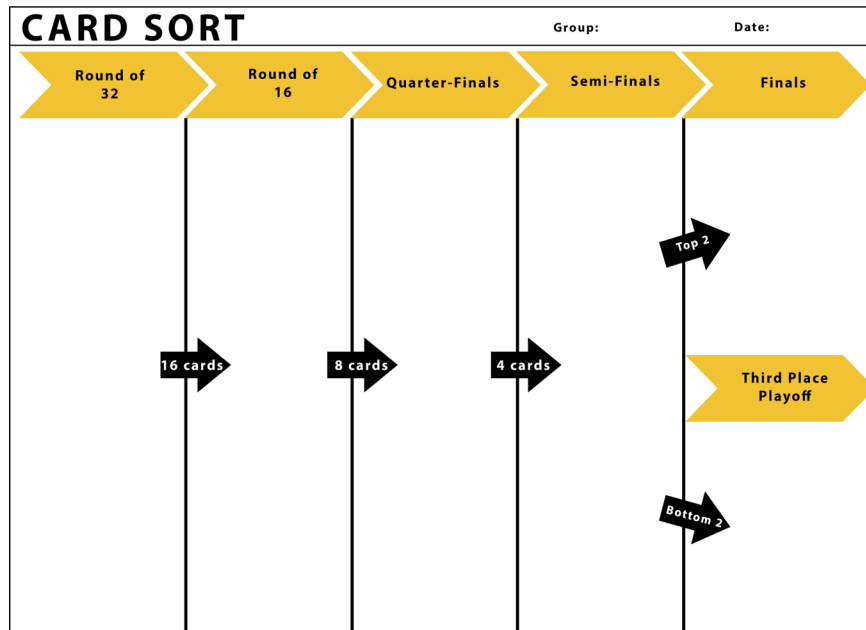 CARD SORT
Group:
Date:
Round of
32
Round of
16
Quarter-Finals
Semi-Finals
Finals
Top 2
16 cards
8 cards
4 cards
Third Place
Playoff
Bottom 2